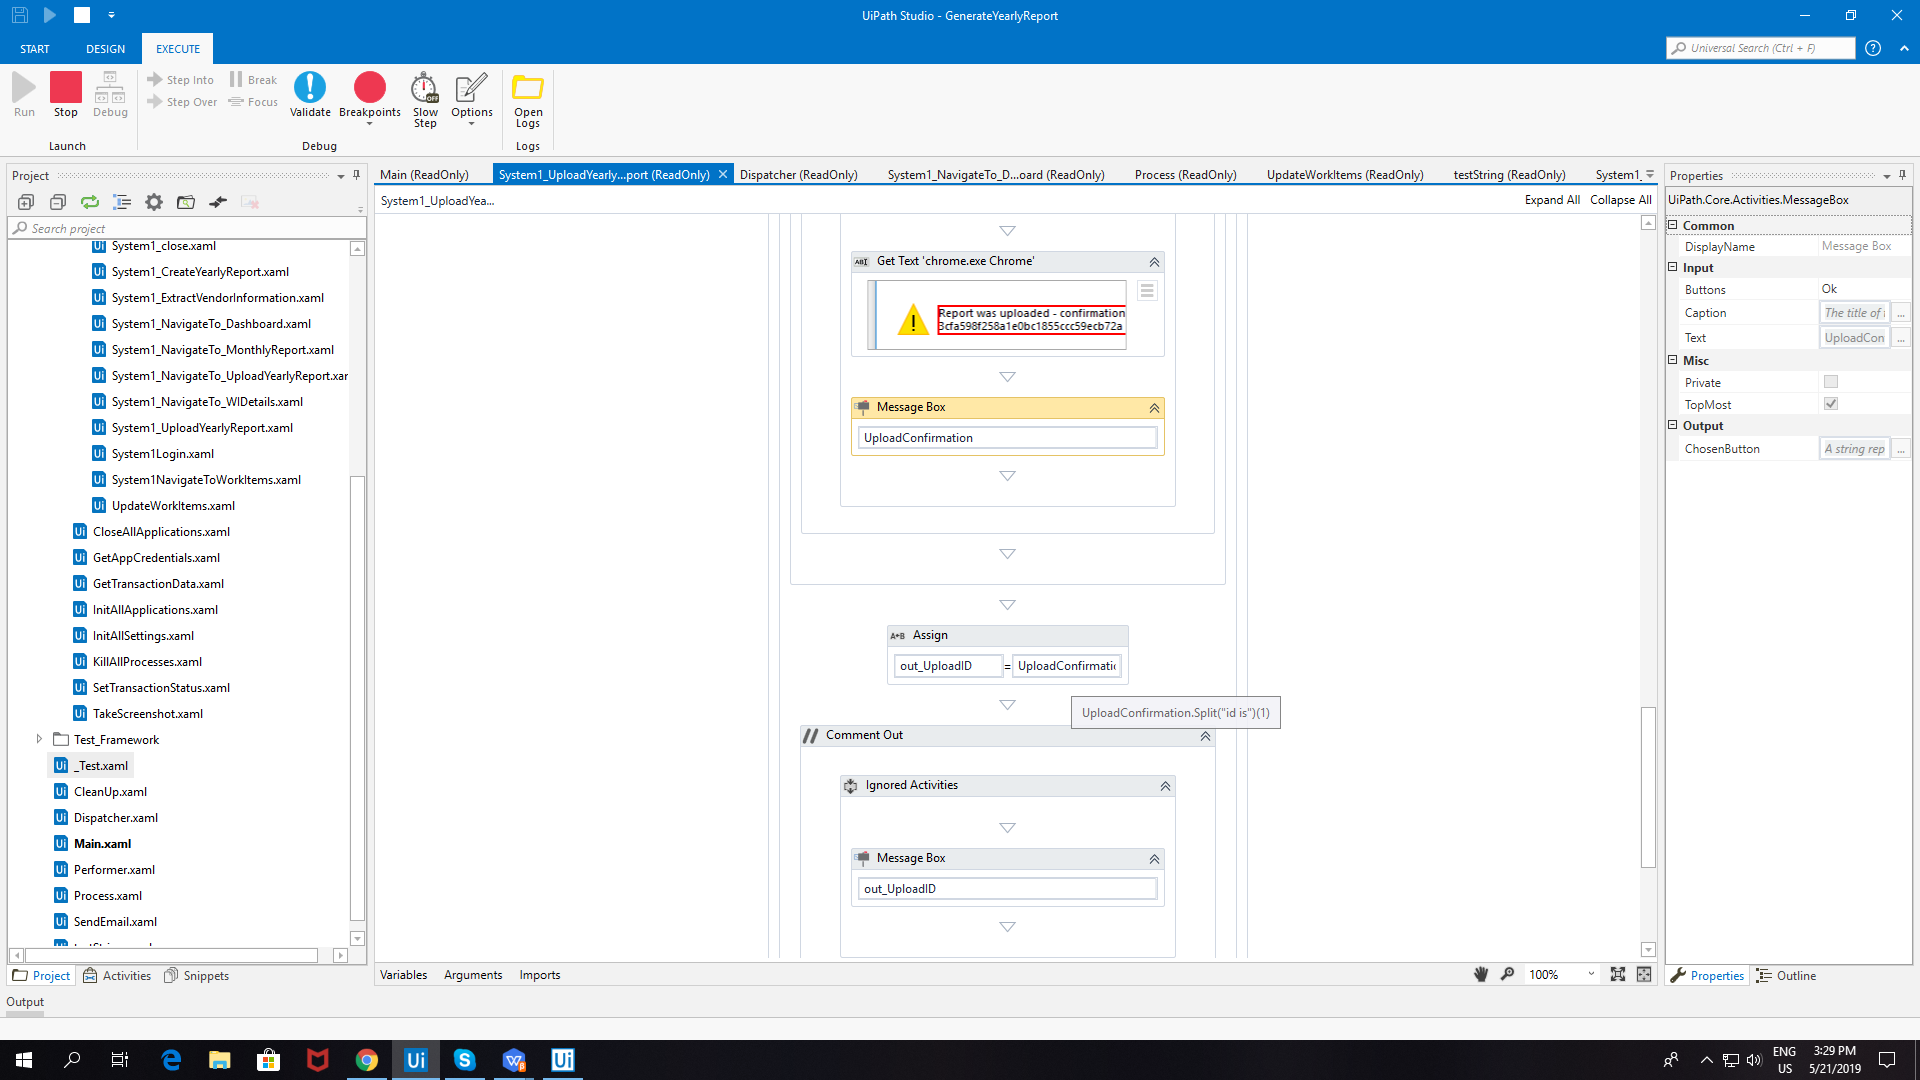 UiPath Studio - GenerateYearlyReport
START
DESIGN
EXECUTE
Universal Search (Ctrl + F)
Run
Stop
Debug
Step Into
Step Over
Break
Focus
Validate
Breakpoints
Slow
Step
OFF
Options
Open
Logs
Launch
Debug
Logs
Project
Search project
System1_close.xaml
System1_CreateYearlyReport.xaml
System1_ExtractVendorInformation.xaml
System1_NavigateTo_Dashboard.xaml
System1_NavigateTo_MonthlyReport.xaml
System1_NavigateTo_UploadYearlyReport.xar
System1_NavigateTo_WIDetails.xaml
System1_UploadYearlyReport.xaml
System1Login.xaml
System1NavigateToWorkItems.xaml
UpdateWorkItems.xaml
CloseAllApplications.xaml
GetAppCredentials.xaml
GetTransactionData.xaml
InitAllApplications.xaml
InitAllSettings.xaml
KillAllProcesses.xaml
SetTransactionStatus.xaml
TakeScreenshot.xaml
Test_Framework
_Test.xaml
CleanUp.xaml
Dispatcher.xaml
Main.xaml
Performer.xaml
Process.xaml
SendEmail.xaml
Project
Activities
Snippets
Output
Main (ReadOnly)
System1_UploadYearly...port (ReadOnly)
Dispatcher (ReadOnly)
System1_NavigateTo_D...oard (ReadOnly)
Process (ReadOnly)
UpdateWorkItems (ReadOnly)
testString (ReadOnly)
System1_
System1_UploadYea...
Expand All
Collapse All
Get Text 'chrome.exe Chrome'
Report was uploaded - confirmation
3cfa598f258a1e0bc1855ccc59ecb72a
Message Box
UploadConfirmation
A+B Assign
out_UploadID = UploadConfirmatio
UploadConfirmation.Split("id is")(1)
// Comment Out
Ignored Activities
Message Box
out_UploadID
Variables
Arguments
Imports
100%
Properties
UiPath.Core.Activities.MessageBox
Common
DisplayName Message Box
Input
Buttons Ok
Caption The title of t ...
Text UploadCon ...
Misc
Private
TopMost
Output
ChosenButton A string rep ...
Properties
Outline
ENG
US
3:29 PM
5/21/2019